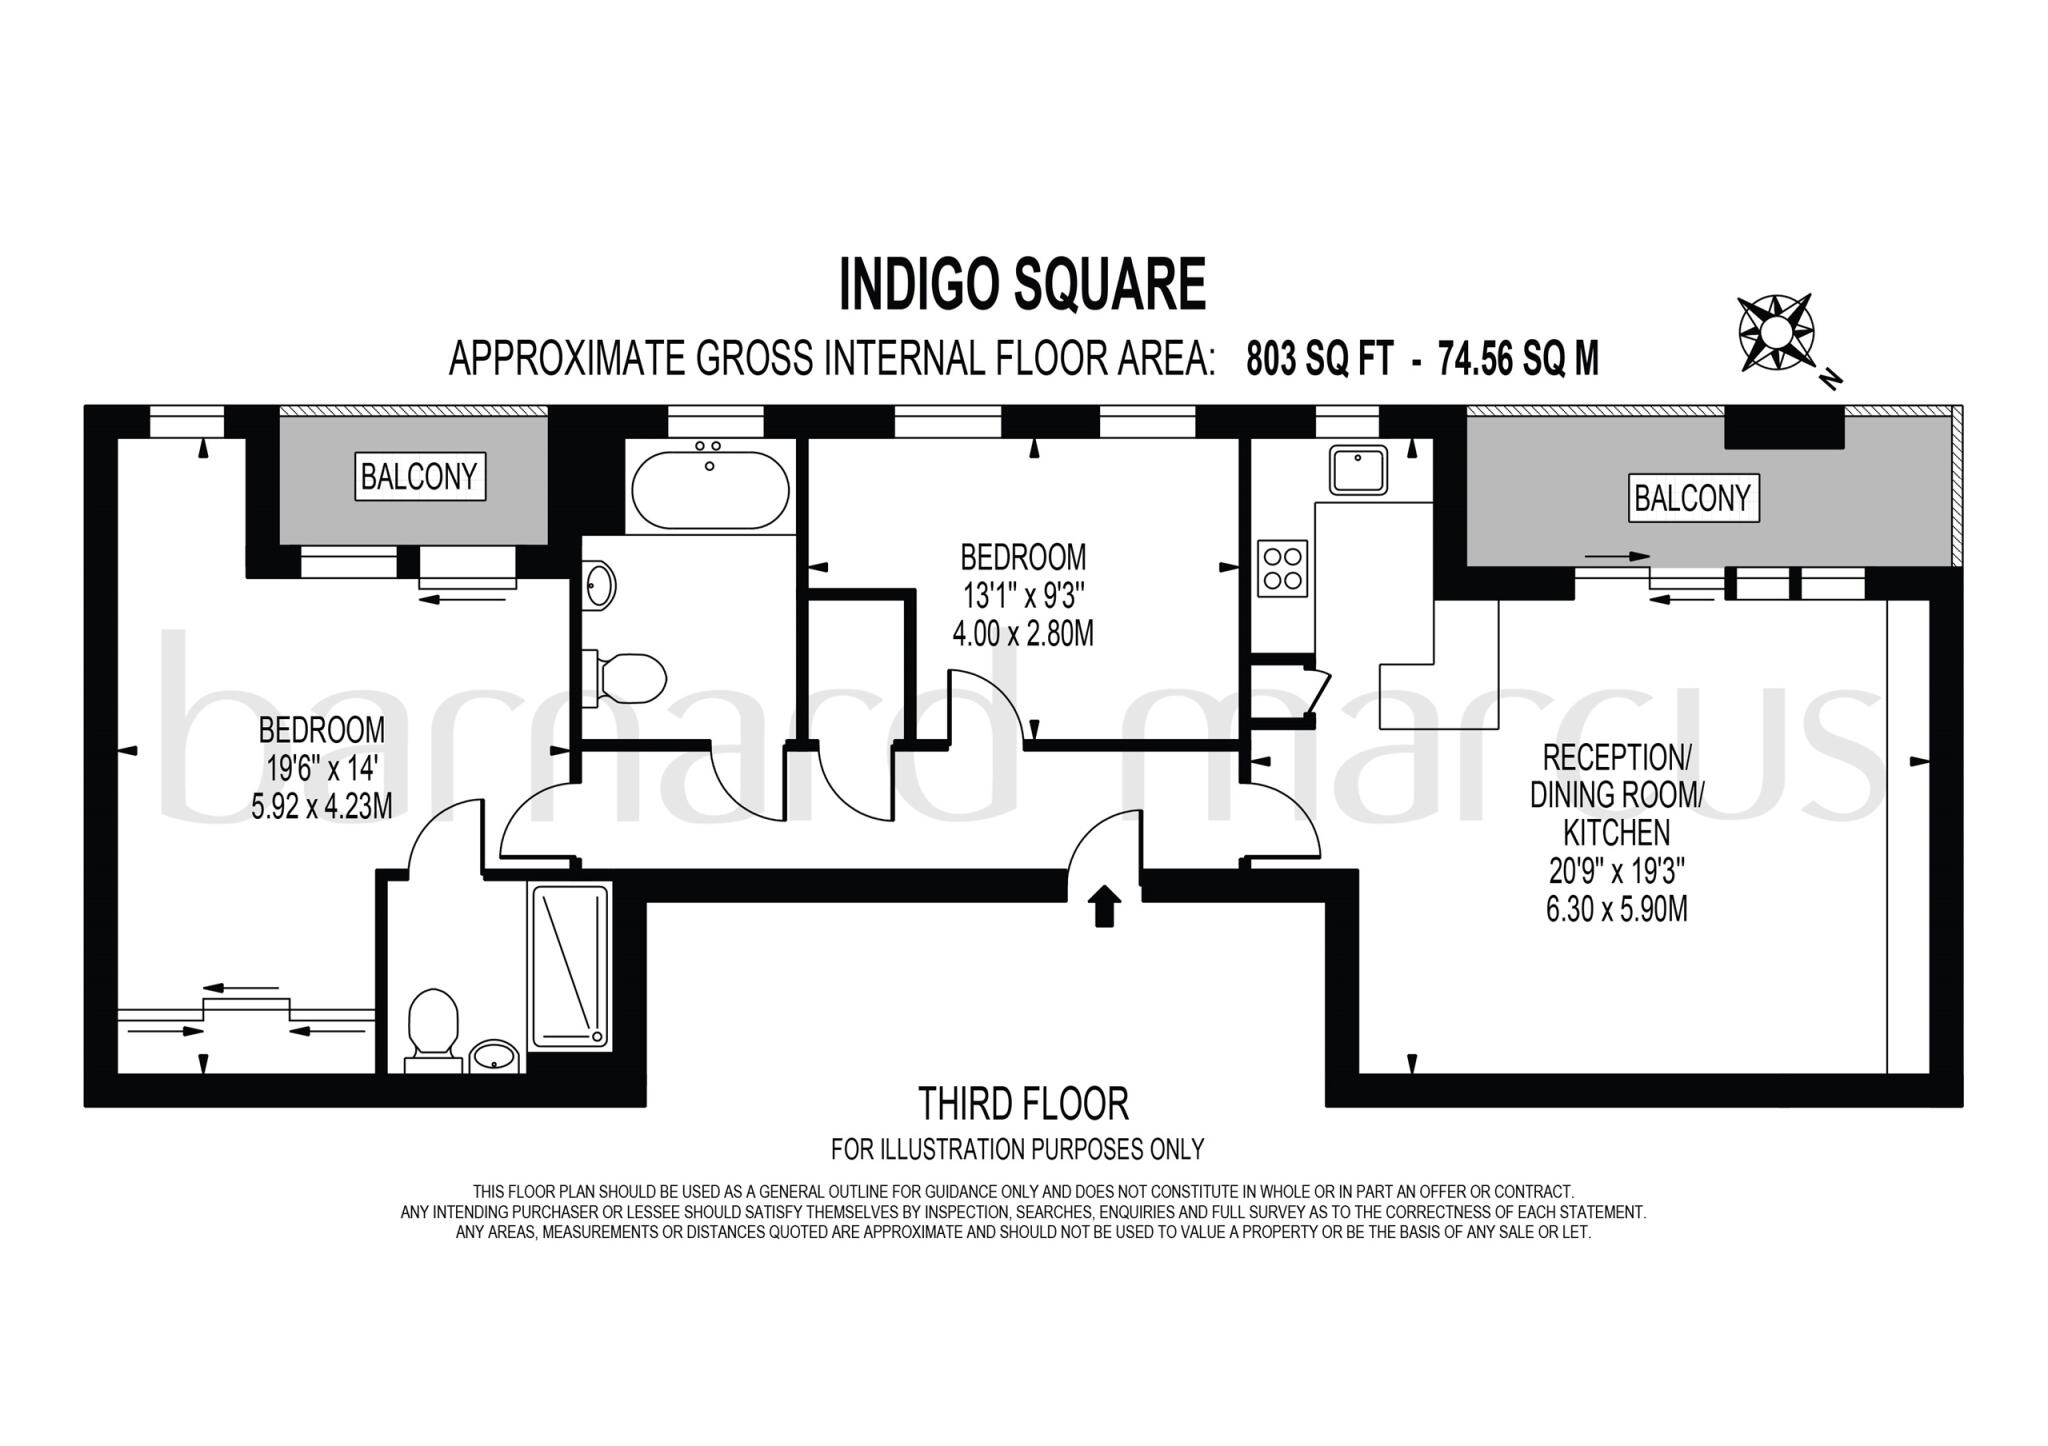 INDIGO SQUARE
APPROXIMATE GROSS INTERNAL FLOOR AREA: 803 SQ FT - 74.56 SQ M
N
BALCONY
BALCONY
BEDROOM
13'1" x 9'3"
4.00 x 2.80M
BEDROOM
19'6" x 14'
5.92 x 4.23M
barnard marcus
RECEPTION/
DINING ROOM/
KITCHEN
20'9" x 19'3"
6.30 x 5.90M
THIRD FLOOR
FOR ILLUSTRATION PURPOSES ONLY
THIS FLOOR PLAN SHOULD BE USED AS A GENERAL OUTLINE FOR GUIDANCE ONLY AND DOES NOT CONSTITUTE IN WHOLE OR IN PART AN OFFER OR CONTRACT.
ANY INTENDING PURCHASER OR LESSEE SHOULD SATISFY THEMSELVES BY INSPECTION, SEARCHES, ENQUIRIES AND FULL SURVEY AS TO THE CORRECTNESS OF EACH STATEMENT.
ANY AREAS, MEASUREMENTS OR DISTANCES QUOTED ARE APPROXIMATE AND SHOULD NOT BE USED TO VALUE A PROPERTY OR BE THE BASIS OF ANY SALE OR LET.